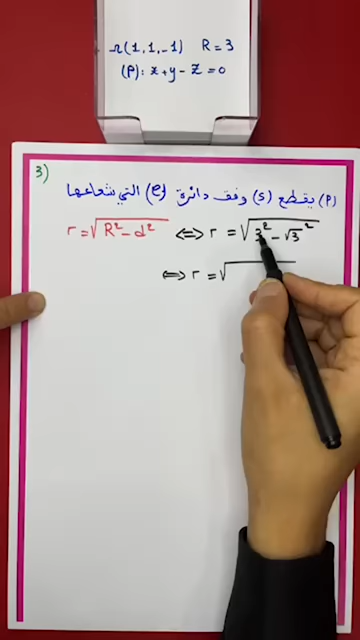 Ω(1,1,-1) R=3
(P): x+y-z=0
3)
(P) يقطع (S) وفق دائرة (C) التي شعاعها
r=√R²-d² ⇔ r=√3²-√3²
⇔ r=√